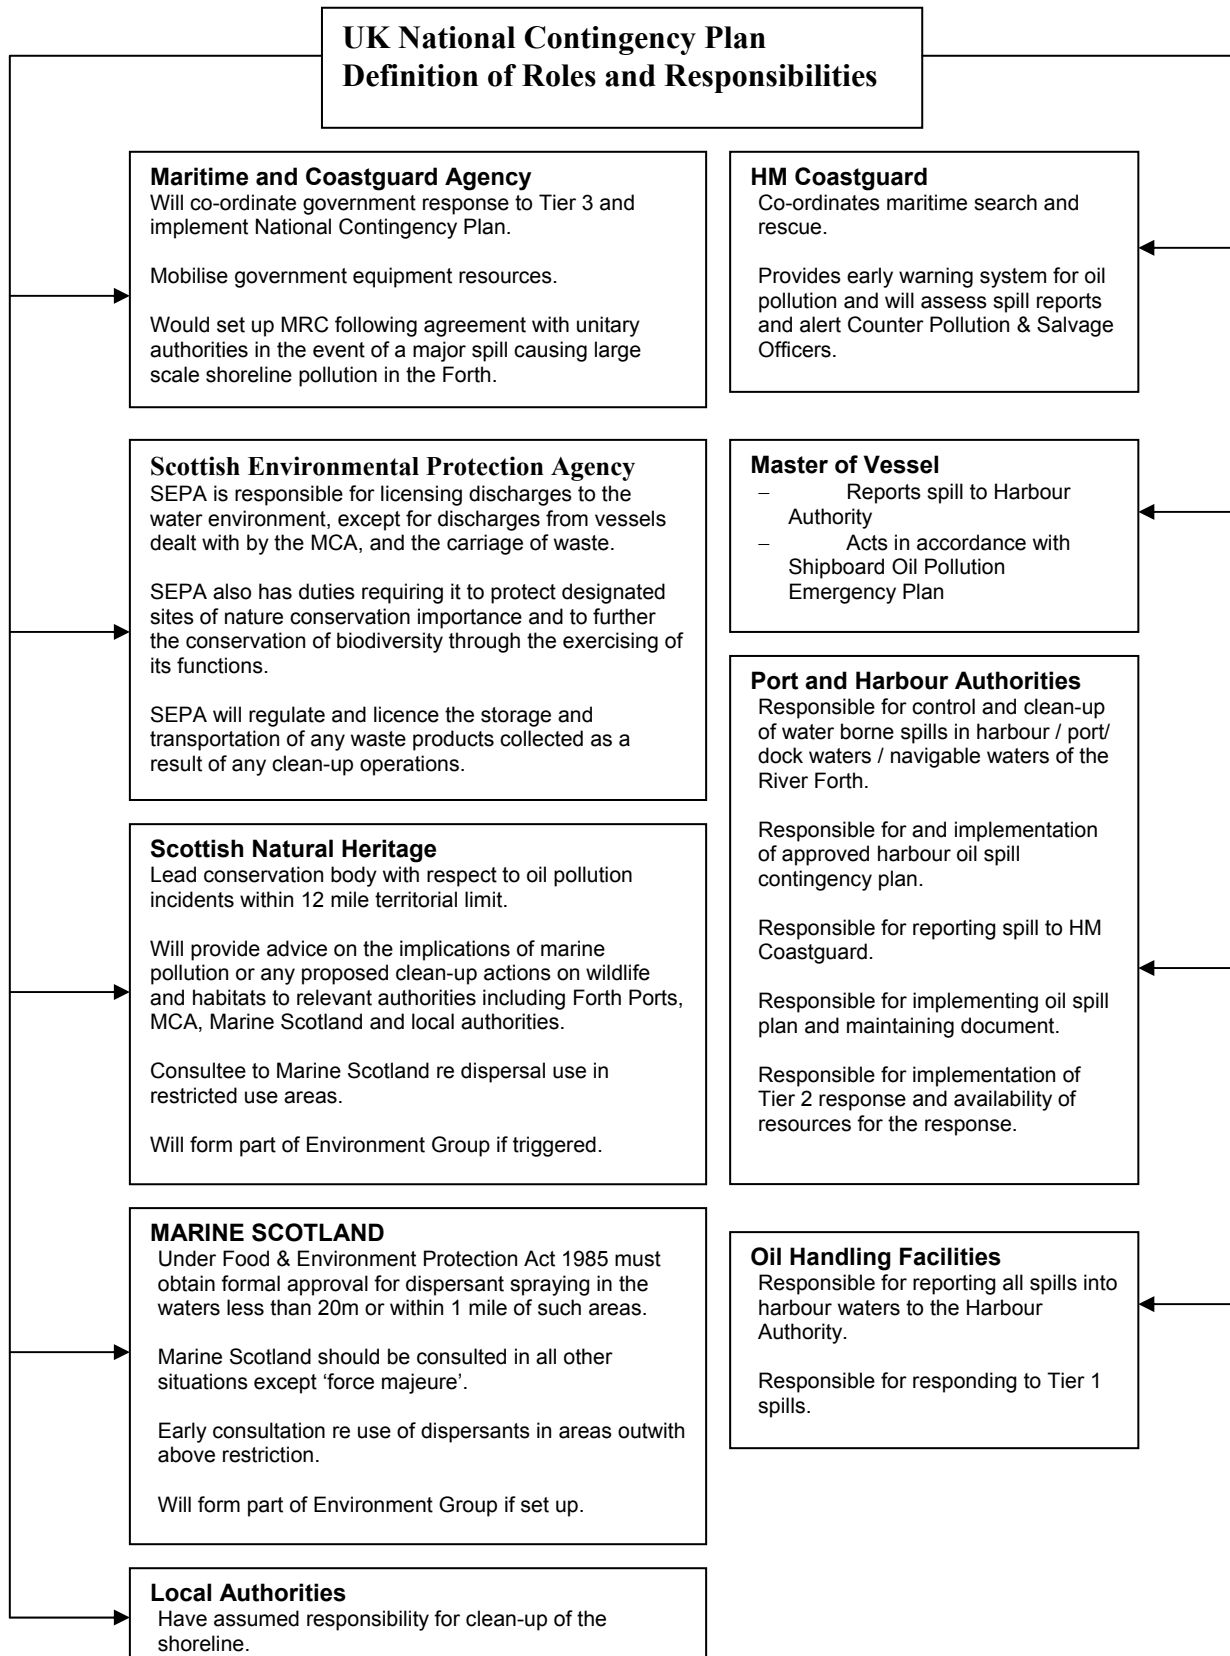 UK National Contingency Plan
Definition of Roles and Responsibilities
Maritime and Coastguard Agency
Will co-ordinate government response to Tier 3 and
implement National Contingency Plan.
Mobilise government equipment resources.
Would set up MRC following agreement with unitary
authorities in the event of a major spill causing large
scale shoreline pollution in the Forth.
Scottish Environmental Protection Agency
SEPA is responsible for licensing discharges to the
water environment, except for discharges from vessels
dealt with by the MCA, and the carriage of waste.
SEPA also has duties requiring it to protect designated
sites of nature conservation importance and to further
the conservation of biodiversity through the exercising of
its functions.
SEPA will regulate and licence the storage and
transportation of any waste products collected as a
result of any clean-up operations.
Scottish Natural Heritage
Lead conservation body with respect to oil pollution
incidents within 12 mile territorial limit.
Will provide advice on the implications of marine
pollution or any proposed clean-up actions on wildlife
and habitats to relevant authorities including Forth Ports,
MCA, Marine Scotland and local authorities.
Consultee to Marine Scotland re dispersal use in
restricted use areas.
Will form part of Environment Group if triggered.
MARINE SCOTLAND
Under Food & Environment Protection Act 1985 must
obtain formal approval for dispersant spraying in the
waters less than 20m or within 1 mile of such areas.
Marine Scotland should be consulted in all other
situations except ‘force majeure’.
Early consultation re use of dispersants in areas outwith
above restriction.
Will form part of Environment Group if set up.
Local Authorities
Have assumed responsibility for clean-up of the
shoreline.
HM Coastguard
Co-ordinates maritime search and
rescue.
Provides early warning system for oil
pollution and will assess spill reports
and alert Counter Pollution & Salvage
Officers.
Master of Vessel
– Reports spill to Harbour
Authority
– Acts in accordance with
Shipboard Oil Pollution
Emergency Plan
Port and Harbour Authorities
Responsible for control and clean-up
of water borne spills in harbour / port/
dock waters / navigable waters of the
River Forth.
Responsible for and implementation
of approved harbour oil spill
contingency plan.
Responsible for reporting spill to HM
Coastguard.
Responsible for implementing oil spill
plan and maintaining document.
Responsible for implementation of
Tier 2 response and availability of
resources for the response.
Oil Handling Facilities
Responsible for reporting all spills into
harbour waters to the Harbour
Authority.
Responsible for responding to Tier 1
spills.